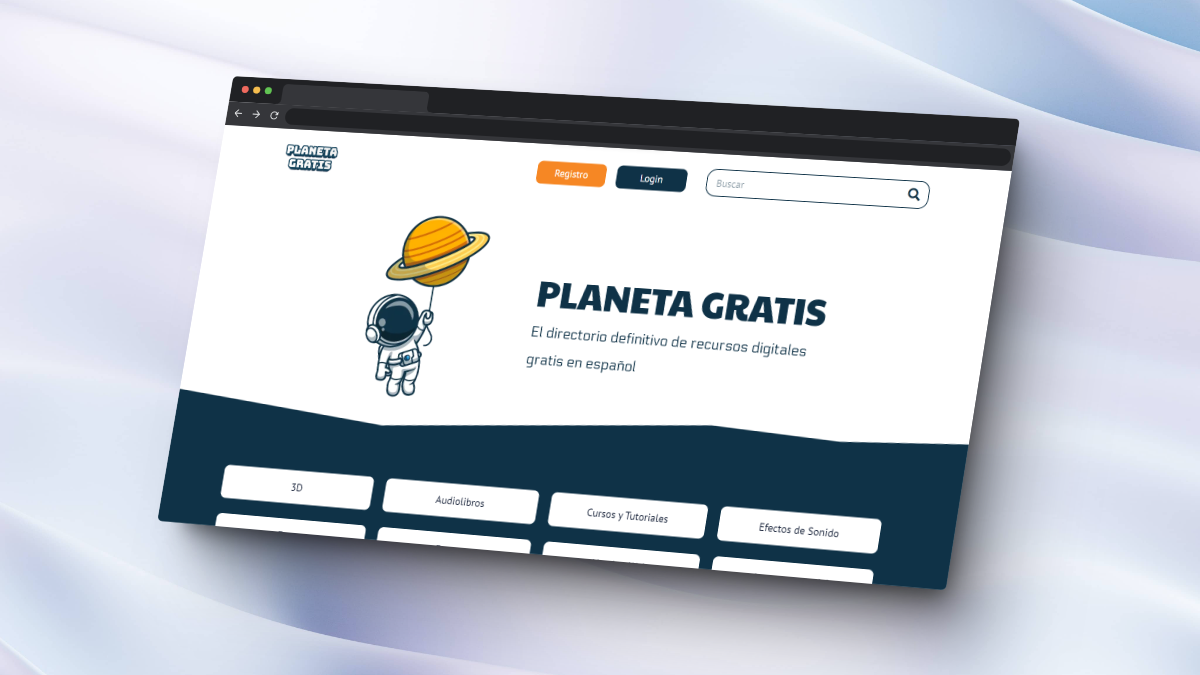 PLANETA
GRATIS
Registro
Login
Buscar
PLANETA GRATIS
El directorio definitivo de recursos digitales
gratis en español
3D
Audiolibros
Cursos y Tutoriales
Efectos de Sonido